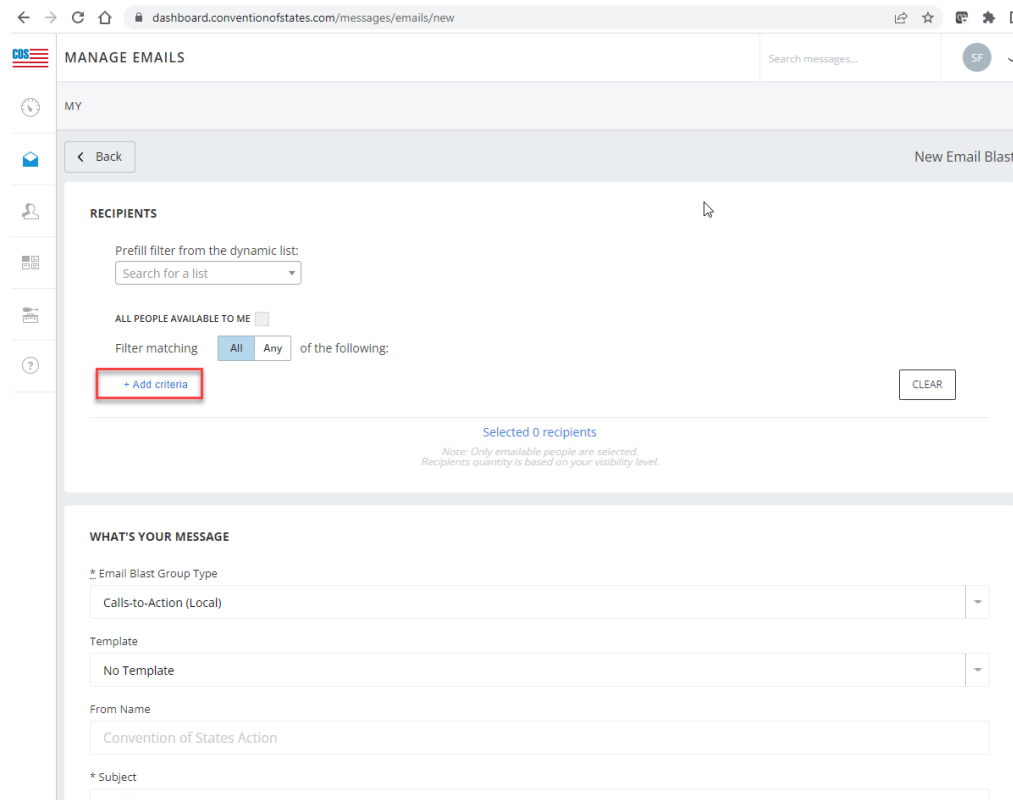 dashboard.conventionofstates.com/messages/emails/new
COS
MANAGE EMAILS
Search messages...
SF
MY
Back
New Email Blast
RECIPIENTS
Prefill filter from the dynamic list:
Search for a list
ALL PEOPLE AVAILABLE TO ME
Filter matching All Any of the following:
+ Add criteria
CLEAR
Selected 0 recipients
Note: Only emailable people are selected.
Recipients quantity is based on your visibility level.
?
WHAT'S YOUR MESSAGE
* Email Blast Group Type
Calls-to-Action (Local)
Template
No Template
From Name
Convention of States Action
* Subject